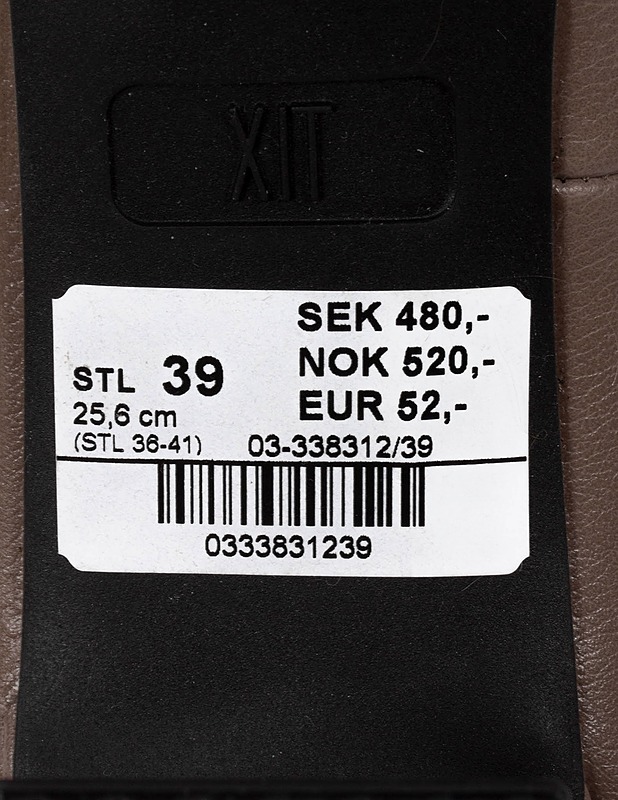 XIT
SEK 480,-
NOK 520,-
EUR 52,-
STL 39
25,6 cm
(STL 36-41) 03-338312/39
0333831239